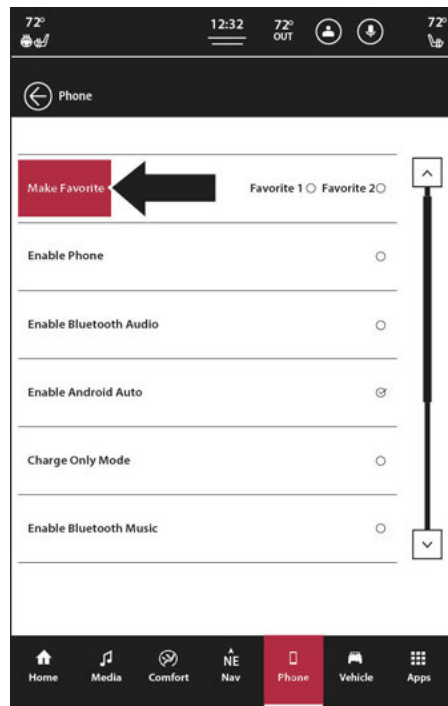 72° 12:32 72° OUT 72°
Phone
Make Favorite Favorite 1 Favorite 2
Enable Phone
Enable Bluetooth Audio
Enable Android Auto
Charge Only Mode
Enable Bluetooth Music
NE
Home Media Comfort Nav Phone Vehicle Apps